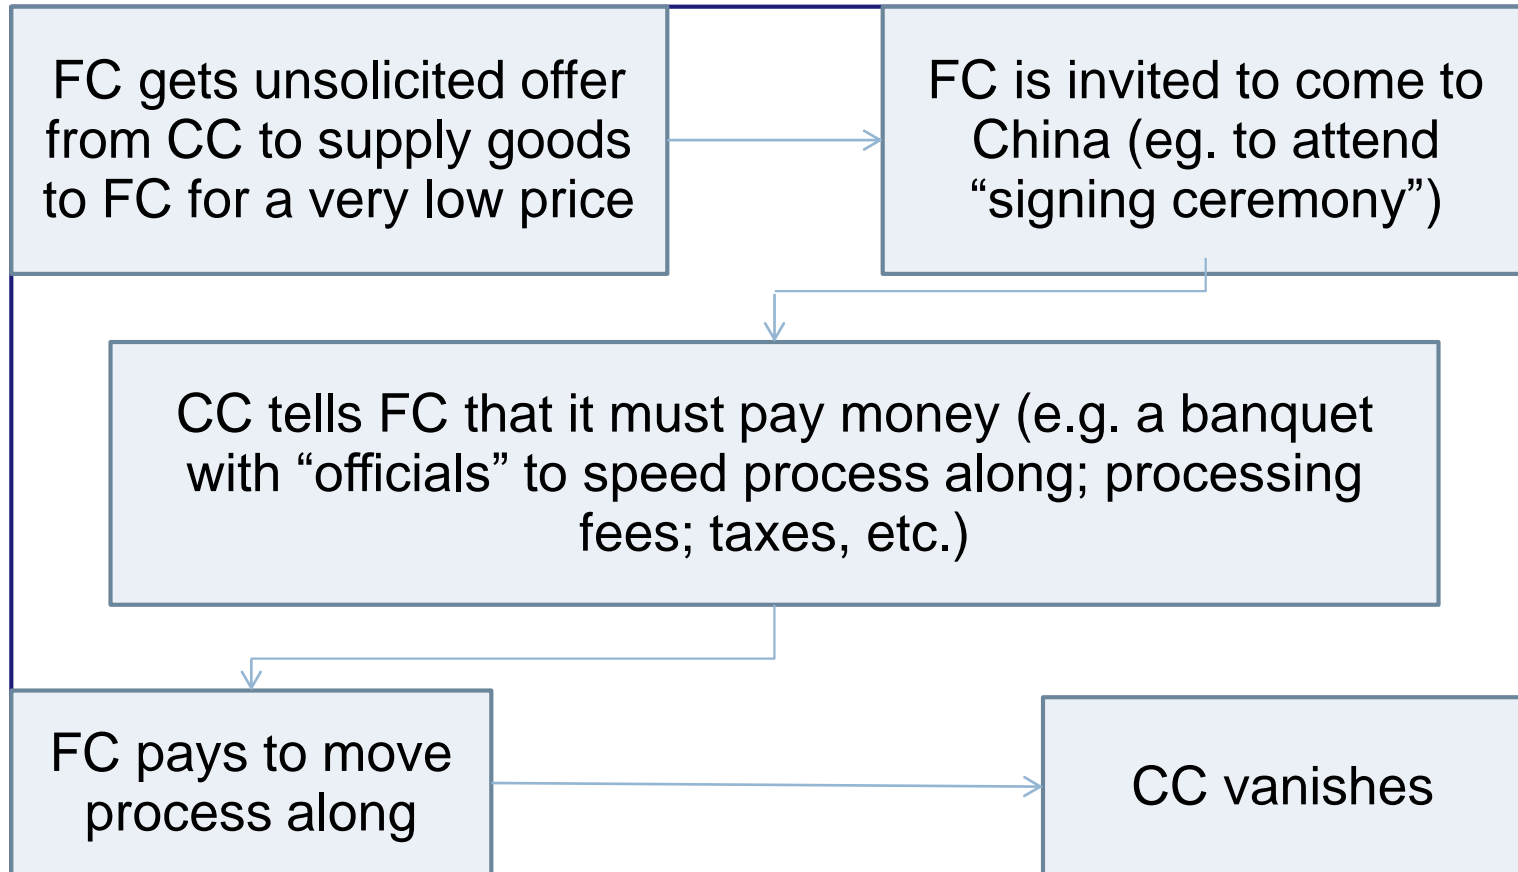 FC gets unsolicited offer
from CC to supply goods
to FC for a very low price
FC is invited to come to
China (eg. to attend
“signing ceremony”)
CC tells FC that it must pay money (e.g. a banquet
with “officials” to speed process along; processing
fees; taxes, etc.)
FC pays to move
process along
CC vanishes